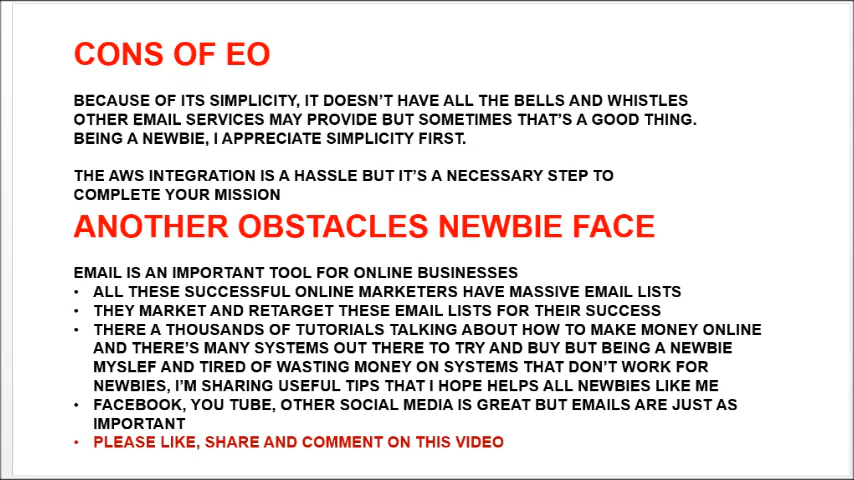 CONS OF EO
BECAUSE OF ITS SIMPLICITY, IT DOESN'T HAVE ALL THE BELLS AND WHISTLES
OTHER EMAIL SERVICES MAY PROVIDE BUT SOMETIMES THAT'S A GOOD THING.
BEING A NEWBIE, I APPRECIATE SIMPLICITY FIRST.
THE AWS INTEGRATION IS A HASSLE BUT IT'S A NECESSARY STEP TO
COMPLETE YOUR MISSION
ANOTHER OBSTACLES NEWBIE FACE
EMAIL IS AN IMPORTANT TOOL FOR ONLINE BUSINESSES
• ALL THESE SUCCESSFUL ONLINE MARKETERS HAVE MASSIVE EMAIL LISTS
• THEY MARKET AND RETARGET THESE EMAIL LISTS FOR THEIR SUCCESS
• THERE A THOUSANDS OF TUTORIALS TALKING ABOUT HOW TO MAKE MONEY ONLINE
AND THERE'S MANY SYSTEMS OUT THERE TO TRY AND BUY BUT BEING A NEWBIE
MYSLEF AND TIRED OF WASTING MONEY ON SYSTEMS THAT DON'T WORK FOR
NEWBIES, I'M SHARING USEFUL TIPS THAT I HOPE HELPS ALL NEWBIES LIKE ME
• FACEBOOK, YOU TUBE, OTHER SOCIAL MEDIA IS GREAT BUT EMAILS ARE JUST AS
IMPORTANT
• PLEASE LIKE, SHARE AND COMMENT ON THIS VIDEO